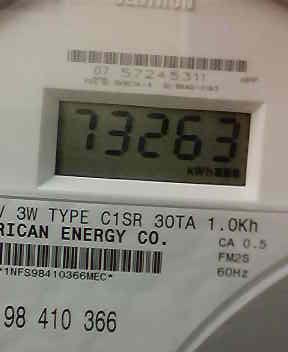 07 57245311
73263
kWh
V 3W TYPE C1SR 30TA 1.0Kh
RICAN ENERGY CO.
CA 0.5
FM2S
60Hz
*1NFS98410366MEC*
98 410 366